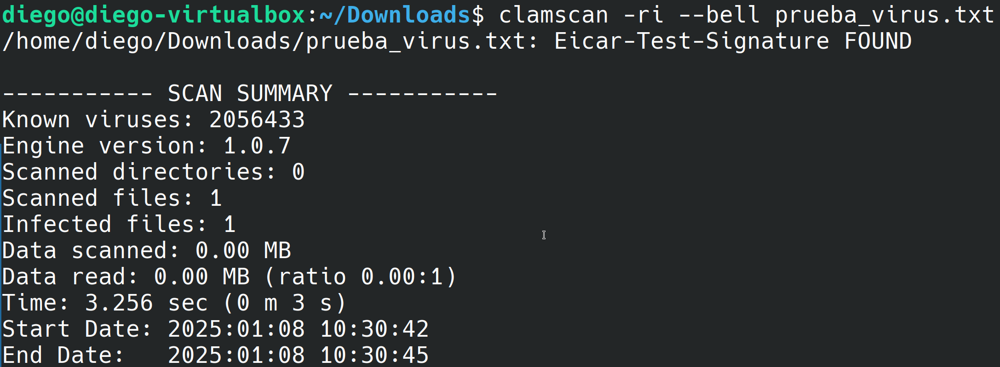 diego@diego-virtualbox:~/Downloads$ clamscan -ri --bell prueba_virus.txt
/home/diego/Downloads/prueba_virus.txt: Eicar-Test-Signature FOUND
----------- SCAN SUMMARY -----------
Known viruses: 2056433
Engine version: 1.0.7
Scanned directories: 0
Scanned files: 1
Infected files: 1
Data scanned: 0.00 MB
Data read: 0.00 MB (ratio 0.00:1)
Time: 3.256 sec (0 m 3 s)
Start Date: 2025:01:08 10:30:42
End Date:   2025:01:08 10:30:45